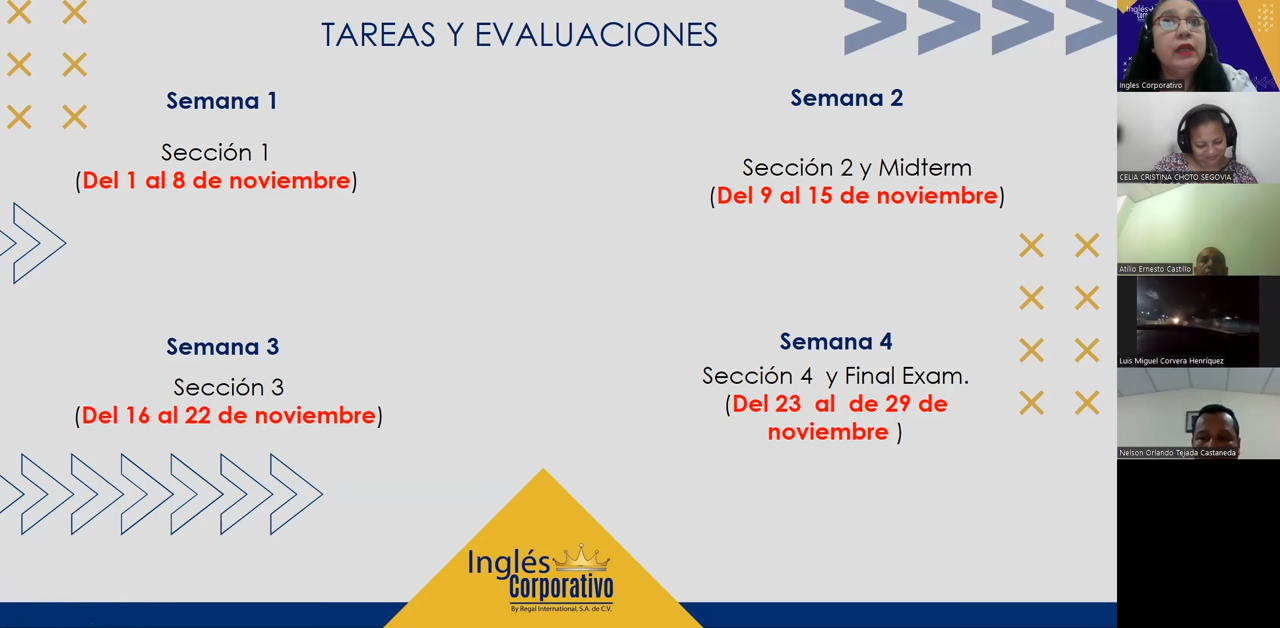 TAREAS Y EVALUACIONES
Semana 1
Sección 1
(Del 1 al 8 de noviembre)
Semana 2
Sección 2 y Midterm
(Del 9 al 15 de noviembre)
Semana 3
Sección 3
(Del 16 al 22 de noviembre)
Semana 4
Sección 4 y Final Exam.
(Del 23 al de 29 de
noviembre )
Inglés
Corporativo
By Regal International, S.A. de C.V.
Inglés
Ingles Corporativo
CELIA CRISTINA CHOTO SEGOVIA
Atilio Ernesto Castillo
Luis Miguel Corvera Henríquez
Nelson Orlando Tejada Castaneda